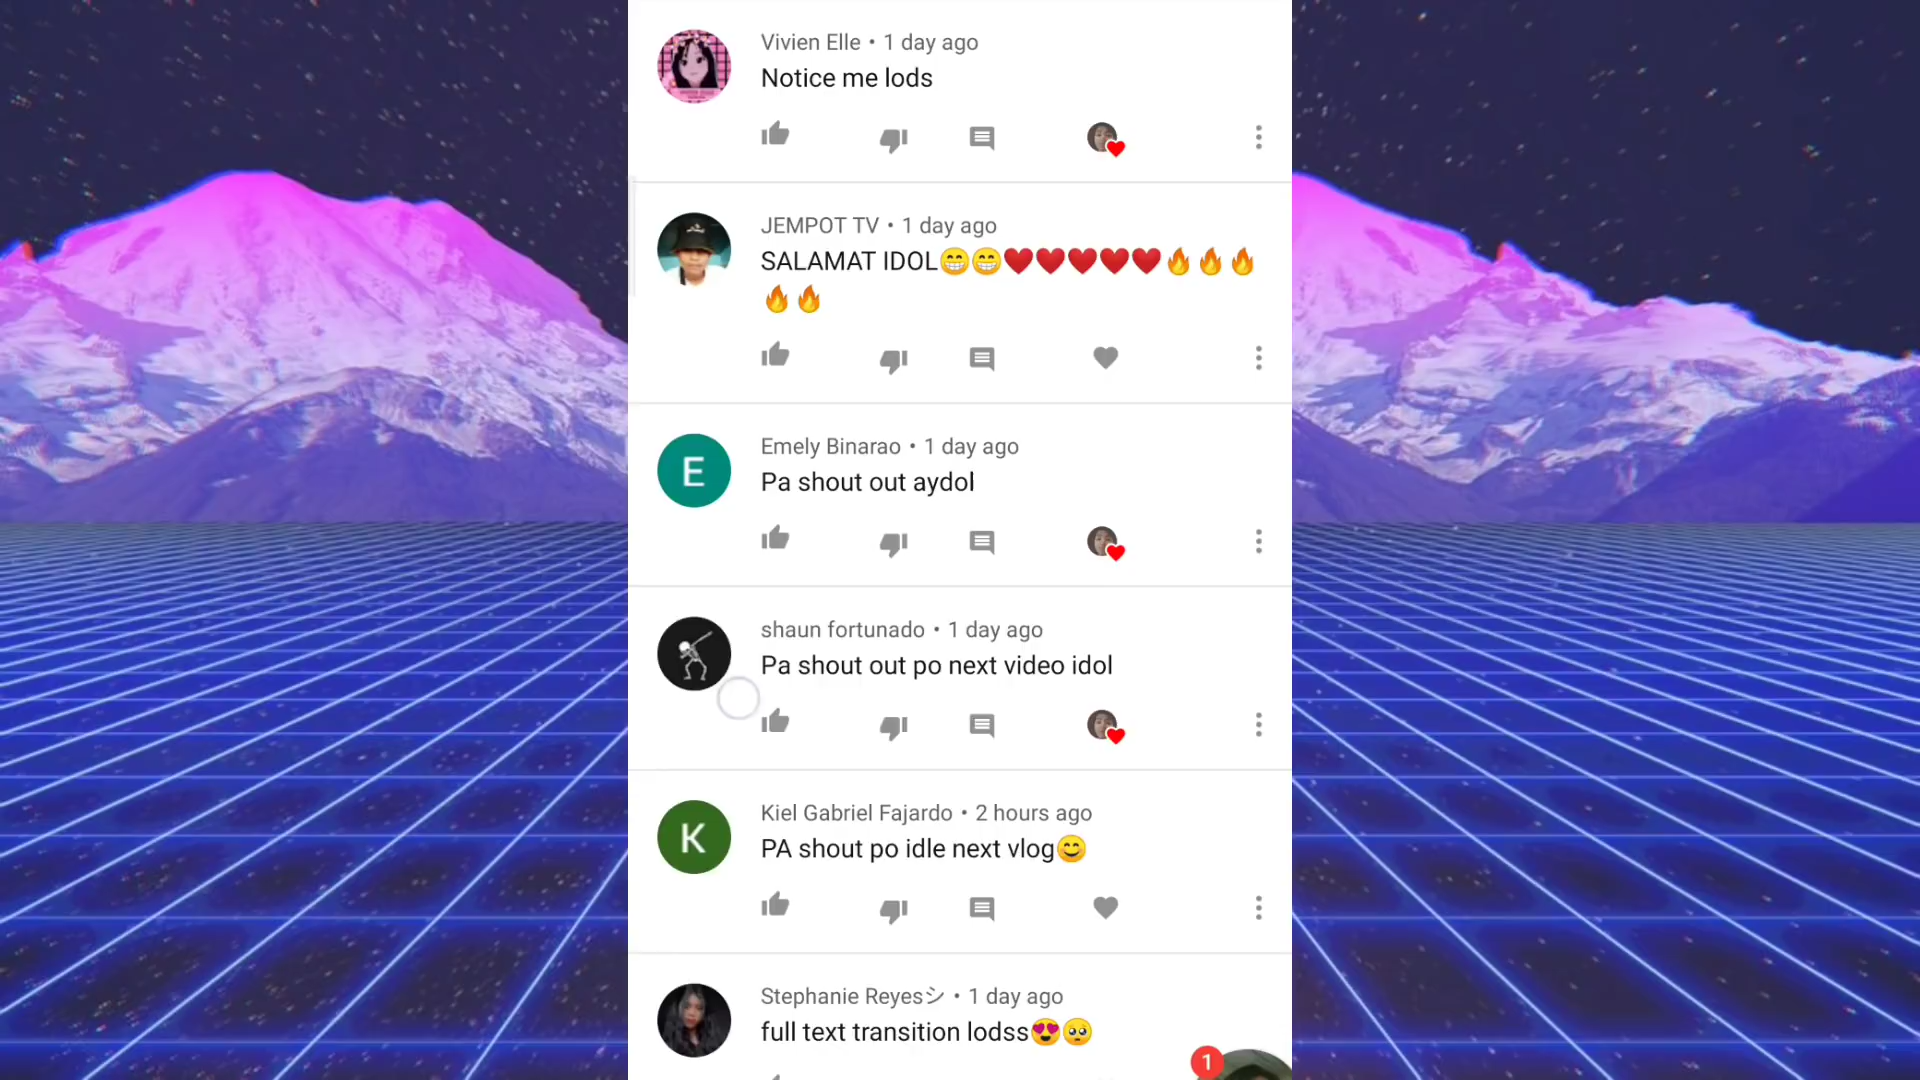 Vivien Elle • 1 day ago
Notice me lods
JEMPOT TV • 1 day ago
SALAMAT IDOL😁😁❤️❤️❤️❤️❤️🔥🔥🔥
🔥🔥
E
Emely Binarao • 1 day ago
Pa shout out aydol
shaun fortunado • 1 day ago
Pa shout out po next video idol
K
Kiel Gabriel Fajardo • 2 hours ago
PA shout po idle next vlog😊
Stephanie Reyesシ • 1 day ago
full text transition lodss😍🥺
1